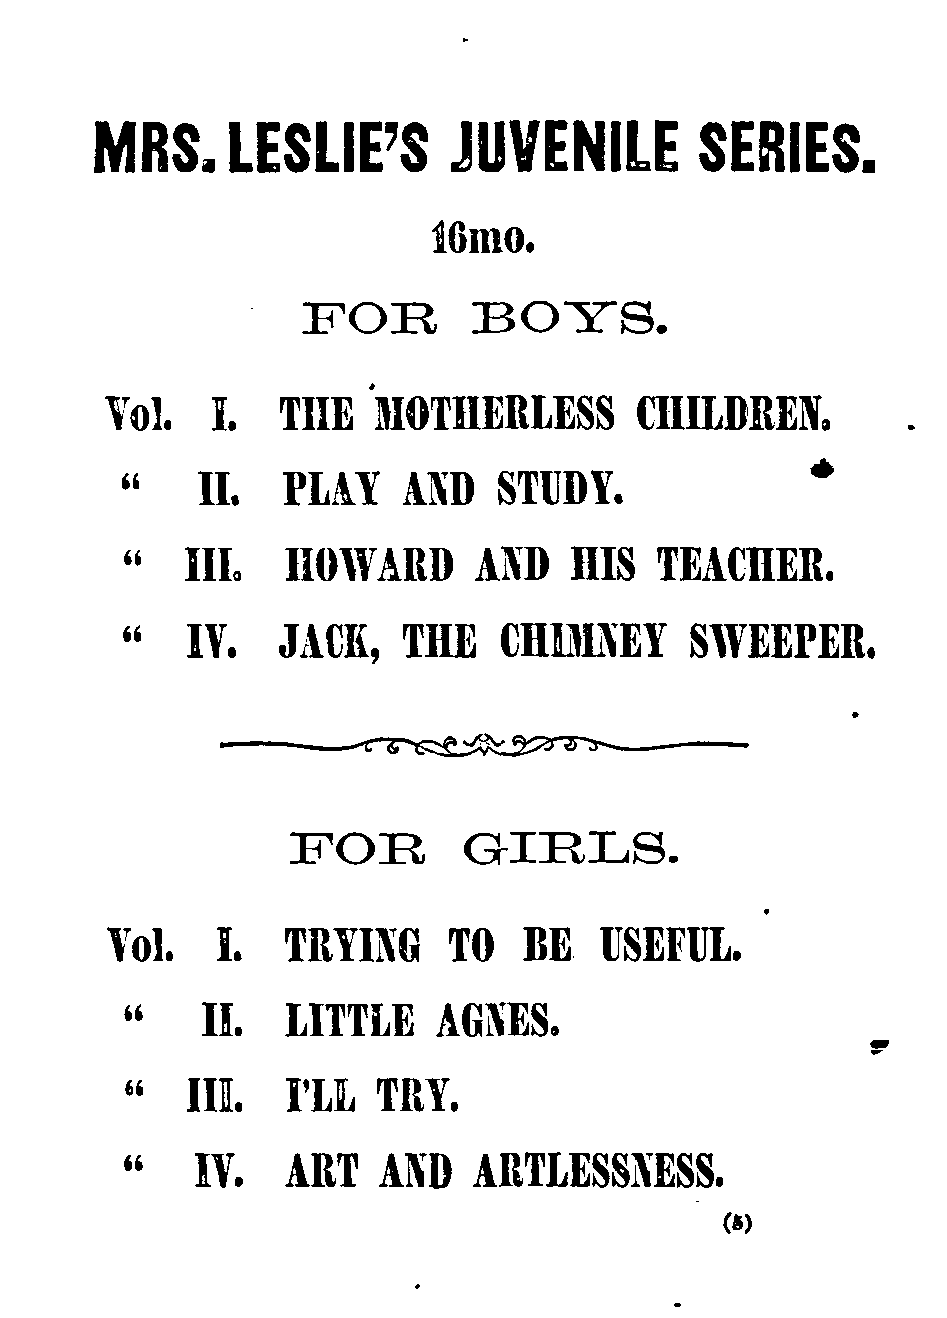 MRS. LESLIE'S JUVENILE SERIES.
16mo.
FOR BOYS.
Vol. I. THE MOTHERLESS CHILDREN.
“ II. PLAY AND STUDY.
“ III. HOWARD AND HIS TEACHER.
“ IV. JACK, THE CHIMNEY SWEEPER.
FOR GIRLS.
Vol. I. TRYING TO BE USEFUL.
“ II. LITTLE AGNES.
“ III. I'LL TRY.
“ IV. ART AND ARTLESSNESS.
(5)